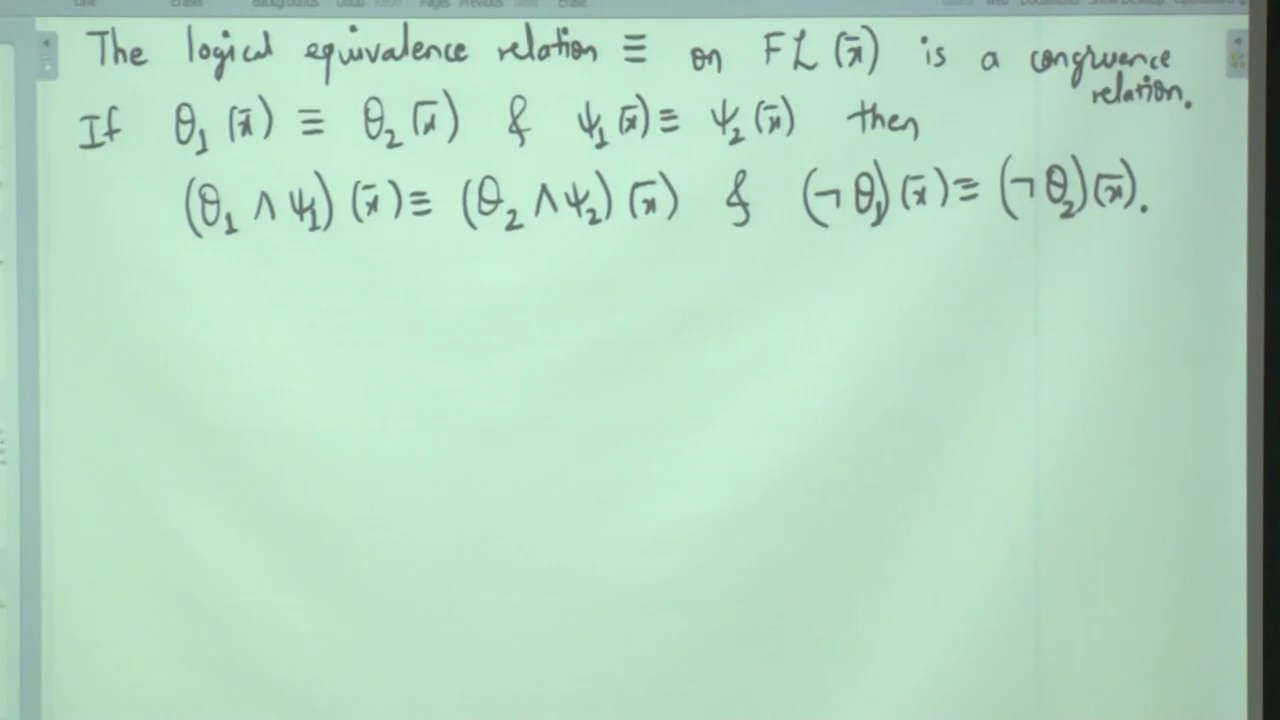 The logical equivalence relation ≡ on FL(x̄) is a congruence relation.
If θ₁(x̄) ≡ θ₂(x̄) & ψ₁(x̄) ≡ ψ₂(x̄) then
(θ₁ ∧ ψ₁)(x̄) ≡ (θ₂ ∧ ψ₂)(x̄) & (¬θ₁)(x̄) ≡ (¬θ₂)(x̄).